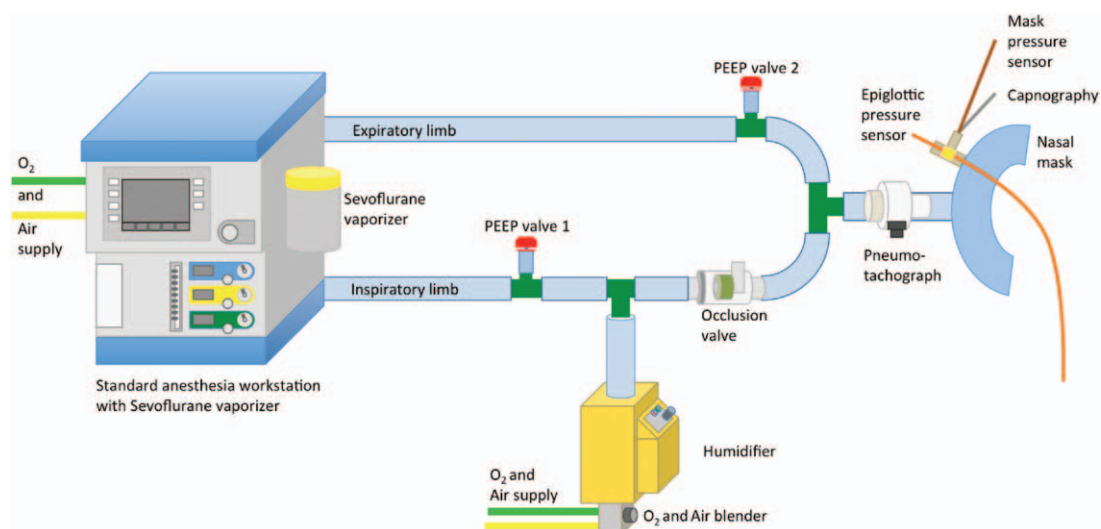 Mask
pressure
sensor
PEEP valve 2
Epiglottic
pressure
sensor
Capnography
Nasal
mask
Expiratory limb
O₂
and
Air
supply
Sevoflurane
vaporizer
PEEP valve 1
Pneumo-
tachograph
Inspiratory limb
Occlusion
valve
Standard anesthesia workstation
with Sevoflurane vaporizer
Humidifier
O₂ and
Air supply
O₂ and Air blender